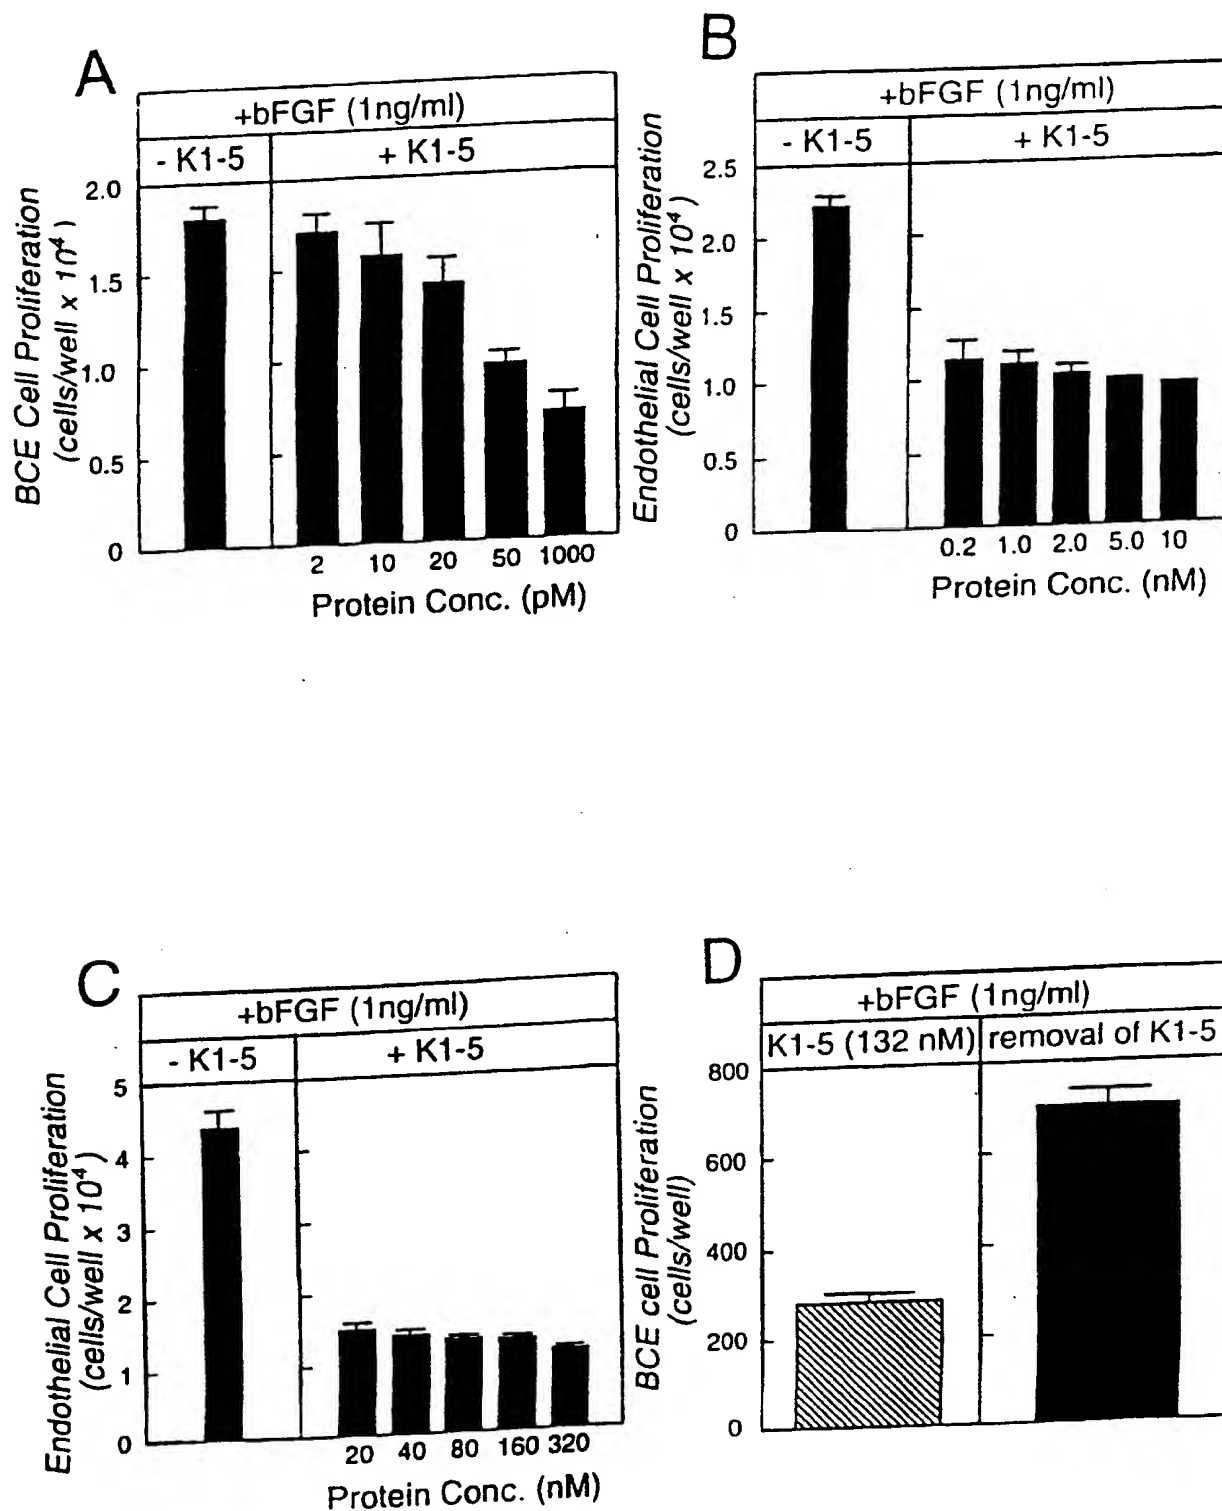 A
+bFGF (1ng/ml)
- K1-5
+ K1-5
BCE Cell Proliferation
(cells/well x 10⁴)
2.0
1.5
1.0
0.5
0
2 10 20 50 1000
Protein Conc. (pM)
B
+bFGF (1ng/ml)
- K1-5
+ K1-5
Endothelial Cell Proliferation
(cells/well x 10⁴)
2.5
2.0
1.5
1.0
0.5
0
0.2 1.0 2.0 5.0 10
Protein Conc. (nM)
C
+bFGF (1ng/ml)
- K1-5
+ K1-5
Endothelial Cell Proliferation
(cells/well x 10⁴)
5
4
3
2
1
0
20 40 80 160 320
Protein Conc. (nM)
D
+bFGF (1ng/ml)
K1-5 (132 nM)
removal of K1-5
BCE cell Proliferation
(cells/well)
800
600
400
200
0